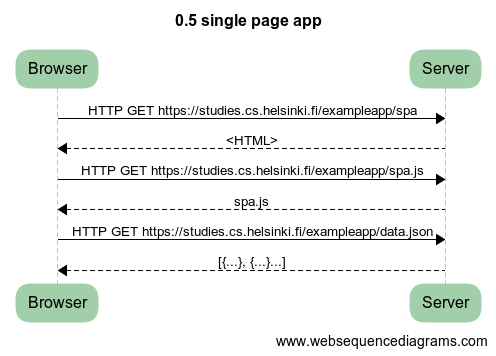 0.5 single page app
Browser Server
HTTP GET https://studies.cs.helsinki.fi/exampleapp/spa
<HTML>
HTTP GET https://studies.cs.helsinki.fi/exampleapp/spa.js
spa.js
HTTP GET https://studies.cs.helsinki.fi/exampleapp/data.json
[{...}, {...}...]
Browser Server
www.websequencediagrams.com